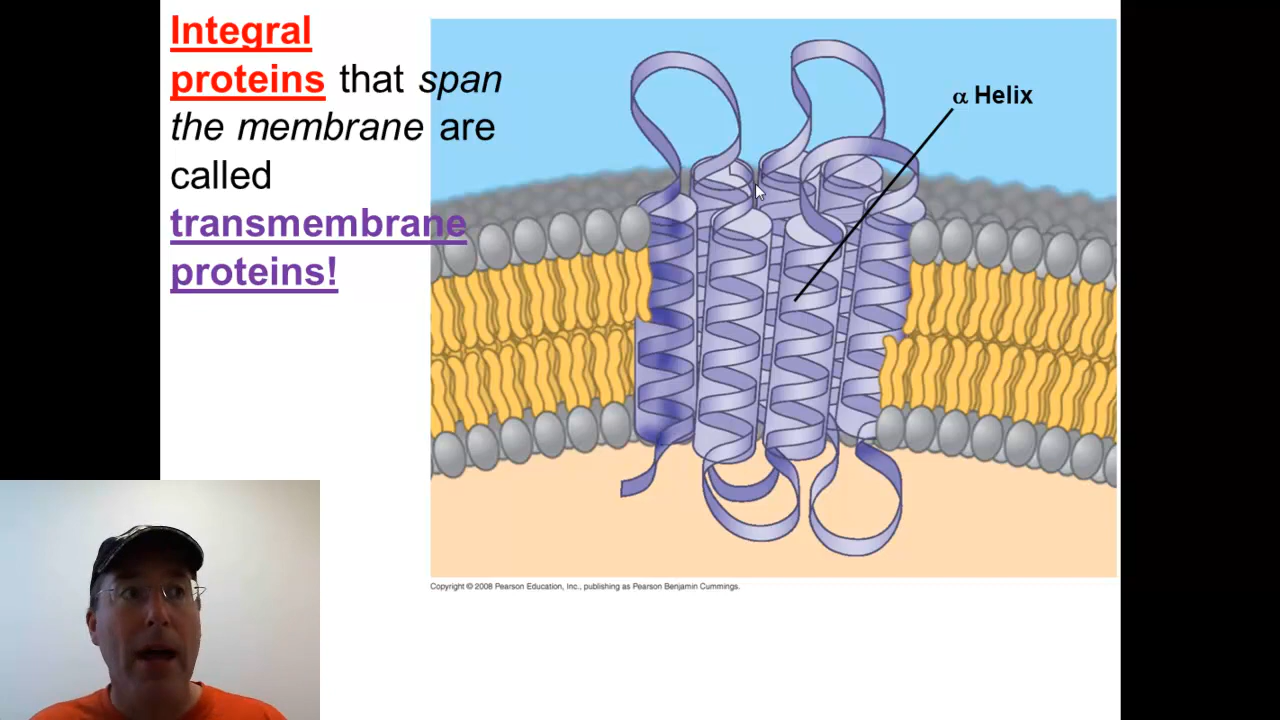 Integral
proteins that span
the membrane are
called
transmembrane
proteins!
α Helix
Copyright © 2008 Pearson Education, Inc., publishing as Pearson Benjamin Cummings.